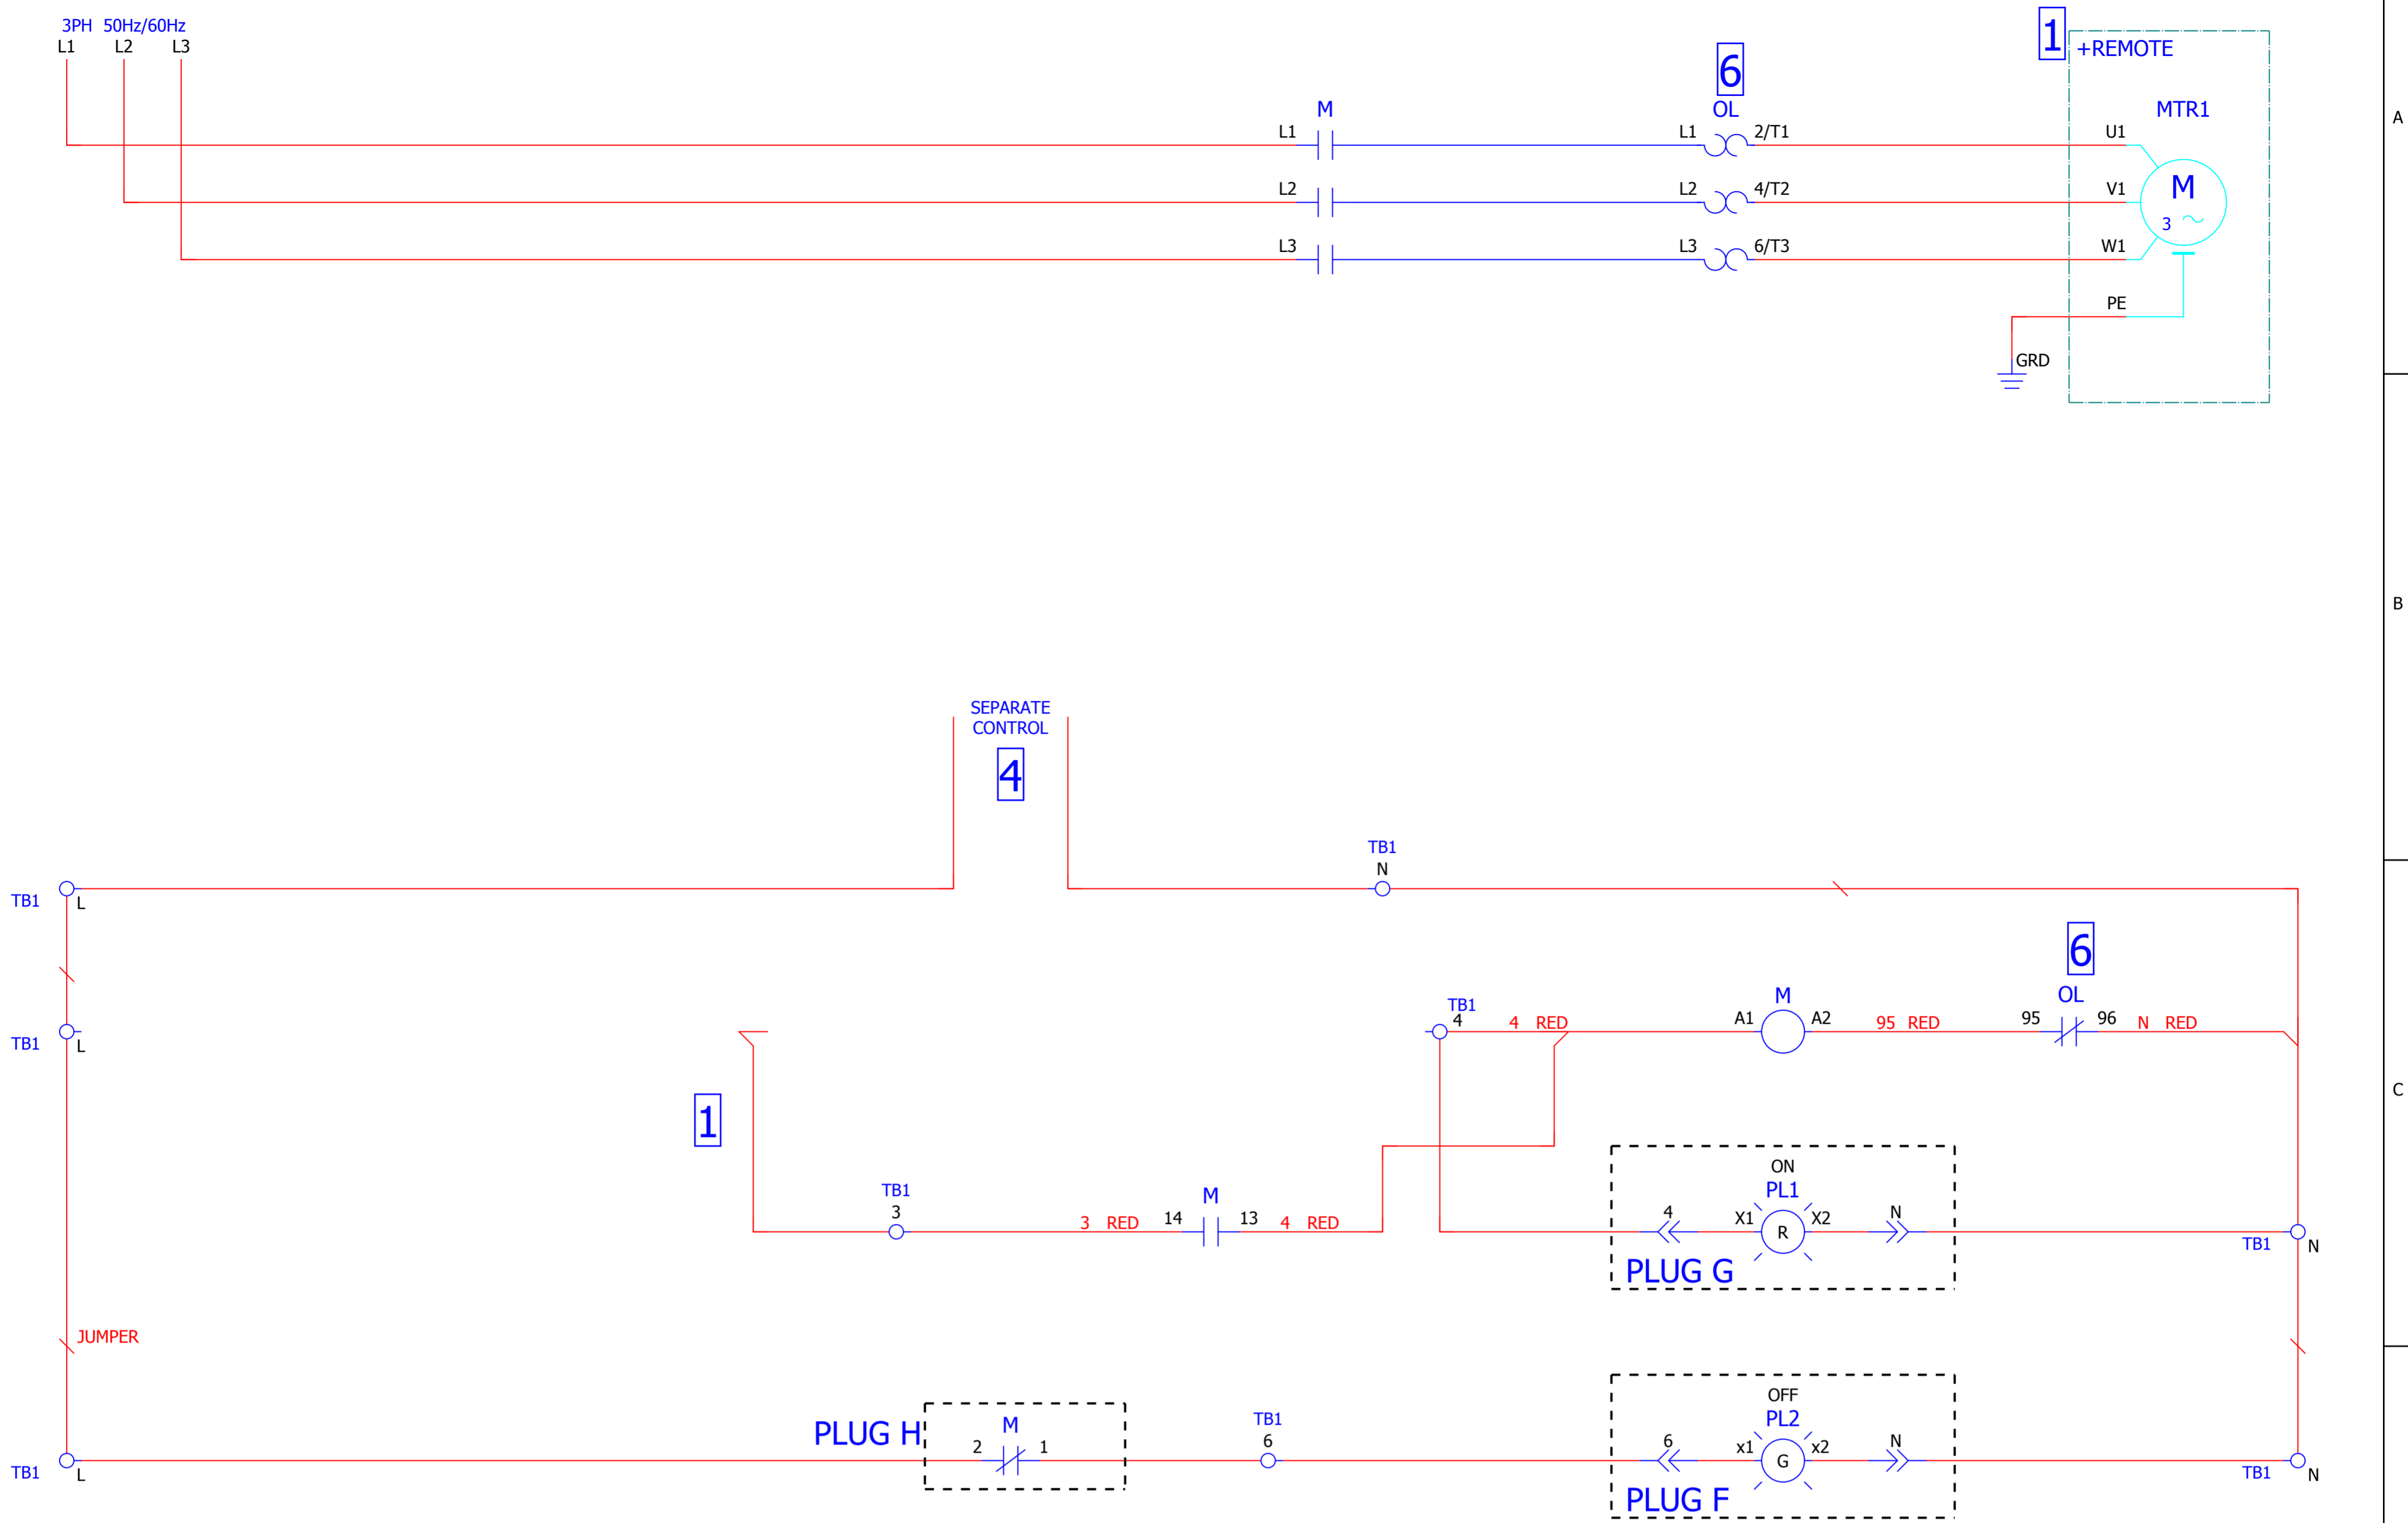 3PH 50Hz/60Hz
L1 L2 L3
1
+REMOTE
6
M
OL
MTR1
A
L1
L1
2/T1
U1
L2
L2
4/T2
V1
M
3
L3
L3
6/T3
W1
PE
GRD
B
SEPARATE
CONTROL
4
TB1
N
TB1
L
6
TB1
4
4 RED
A1
M
A2
95 RED
95
OL
96
N RED
TB1
L
C
1
TB1
3
3 RED
14
M
13
4 RED
ON
PL1
4
X1
R
X2
N
PLUG G
TB1
N
JUMPER
OFF
PL2
PLUG H
M
2
1
TB1
6
6
x1
G
x2
N
PLUG F
TB1
L
TB1
N